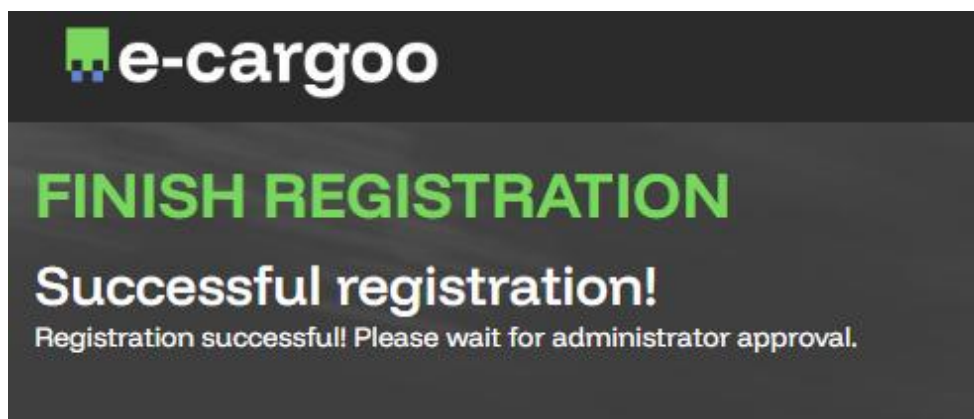 e-cargoo
FINISH REGISTRATION
Successful registration!
Registration successful! Please wait for administrator approval.